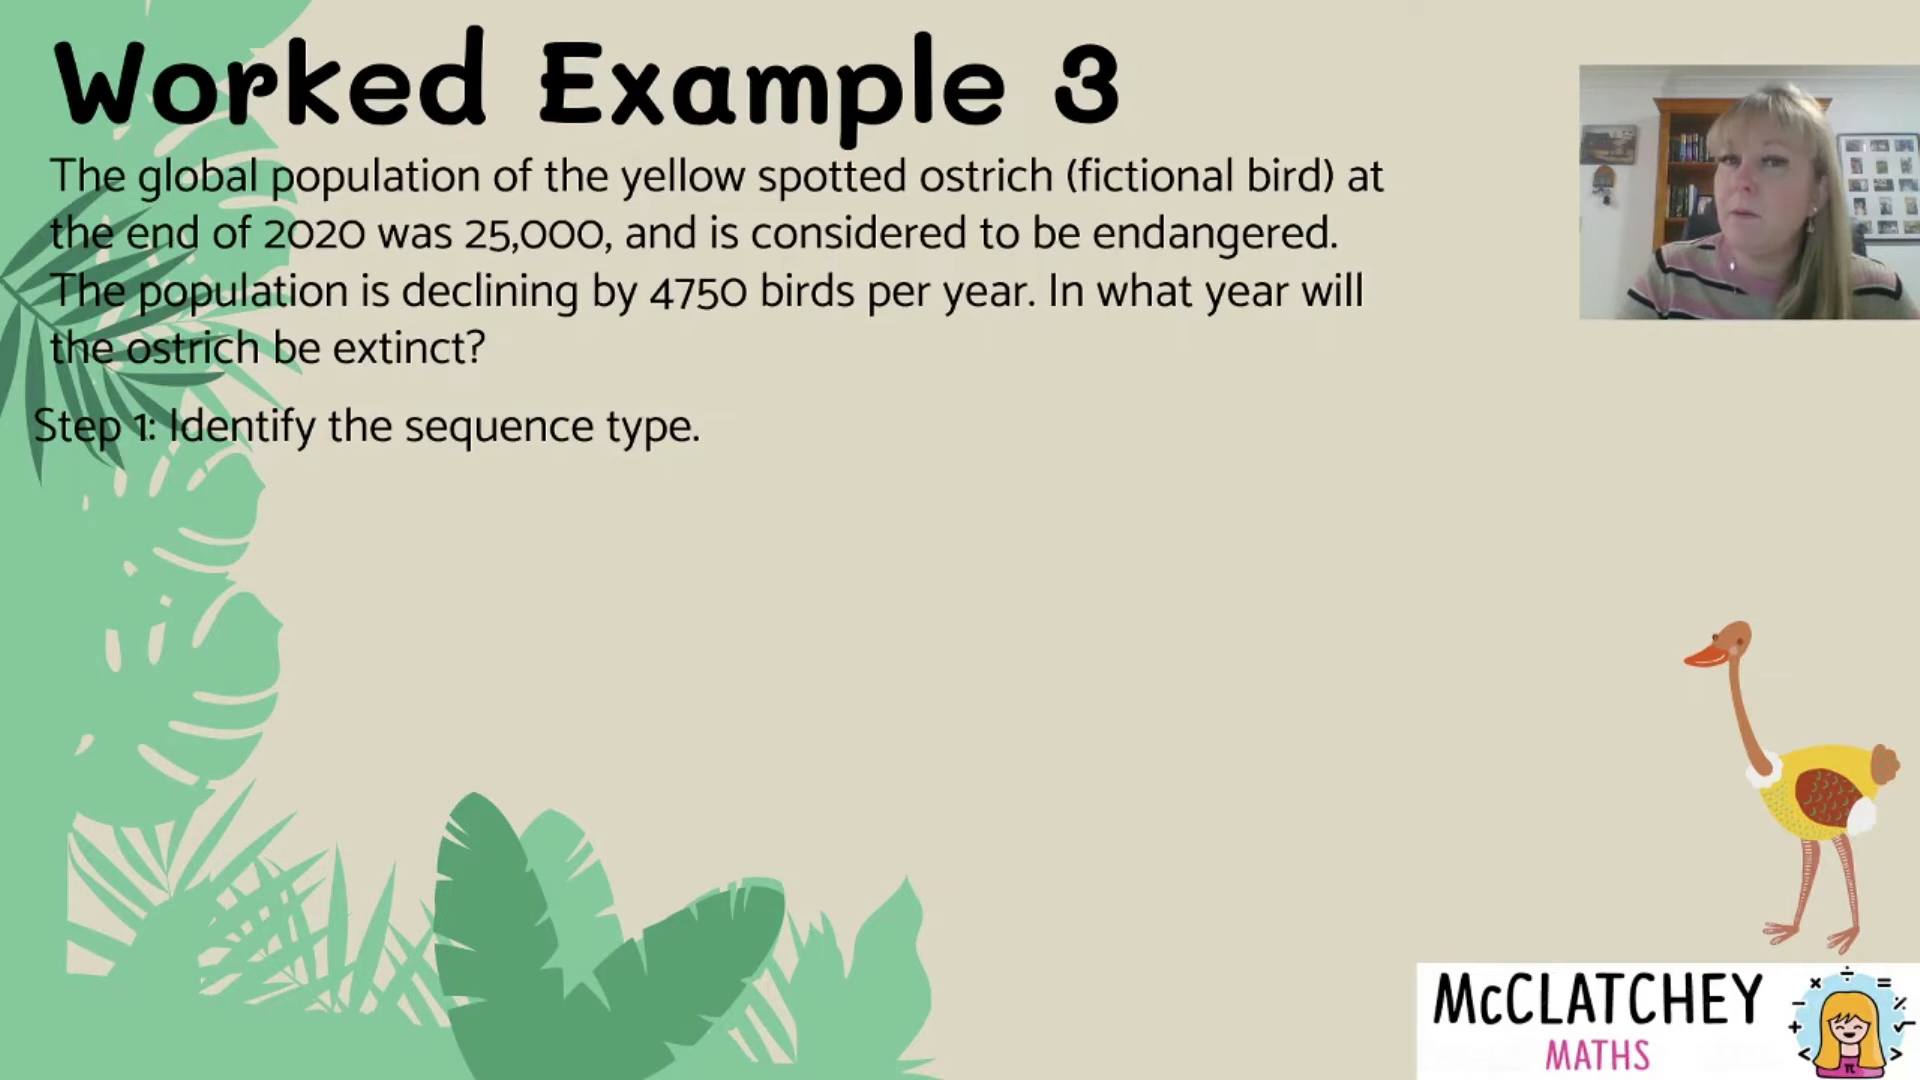 Worked Example 3
The global population of the yellow spotted ostrich (fictional bird) at
the end of 2020 was 25,000, and is considered to be endangered.
The population is declining by 4750 birds per year. In what year will
the ostrich be extinct?
Step 1: Identify the sequence type.
McCLATCHEY
MATHS